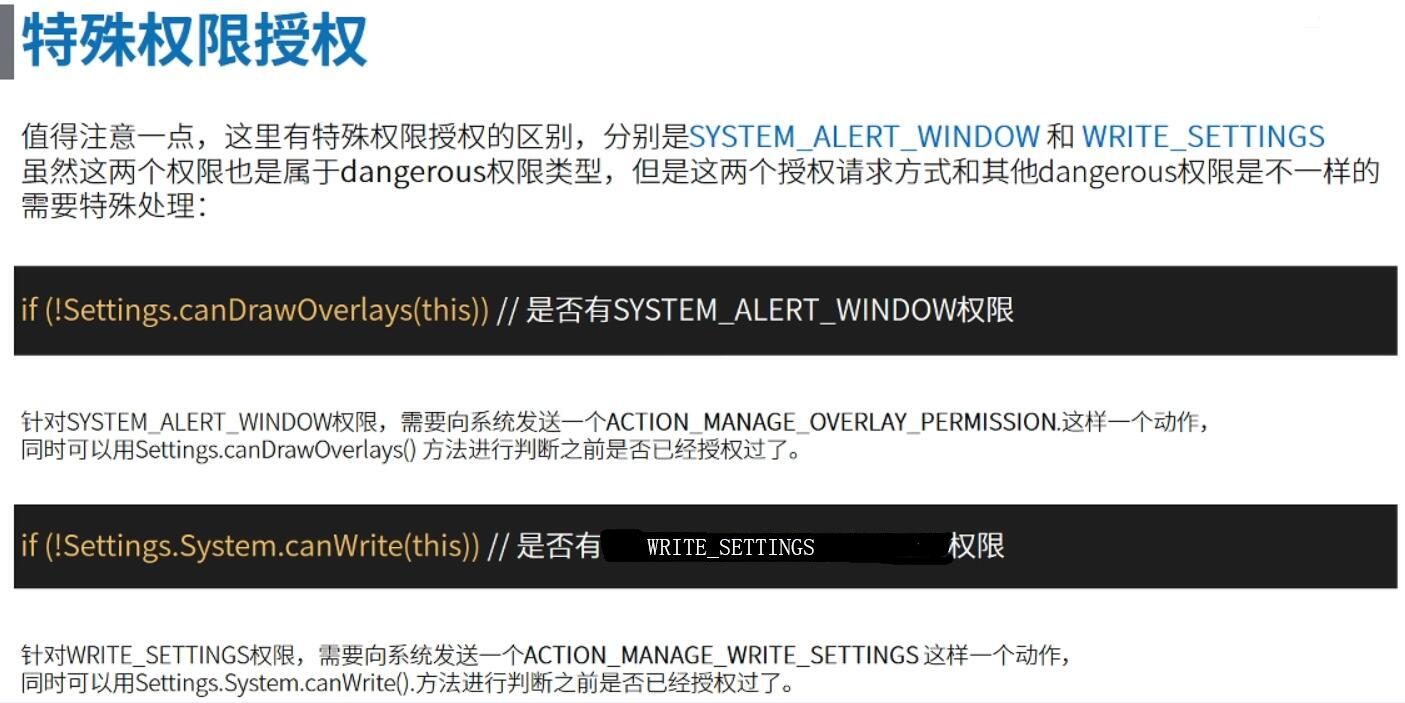 特殊权限授权
值得注意一点，这里有特殊权限授权的区别，分别是SYSTEM_ALERT_WINDOW 和 WRITE_SETTINGS
虽然这两个权限也是属于dangerous权限类型，但是这两个授权请求方式和其他dangerous权限是不一样的
需要特殊处理：
if (!Settings.canDrawOverlays(this)) // 是否有SYSTEM_ALERT_WINDOW权限
针对SYSTEM_ALERT_WINDOW权限，需要向系统发送一个ACTION_MANAGE_OVERLAY_PERMISSION.这样一个动作，
同时可以用Settings.canDrawOverlays() 方法进行判断之前是否已经授权过了。
if (!Settings.System.canWrite(this)) // 是否有 WRITE_SETTINGS 权限
针对WRITE_SETTINGS权限，需要向系统发送一个ACTION_MANAGE_WRITE_SETTINGS 这样一个动作，
同时可以用Settings.System.canWrite().方法进行判断之前是否已经授权过了。